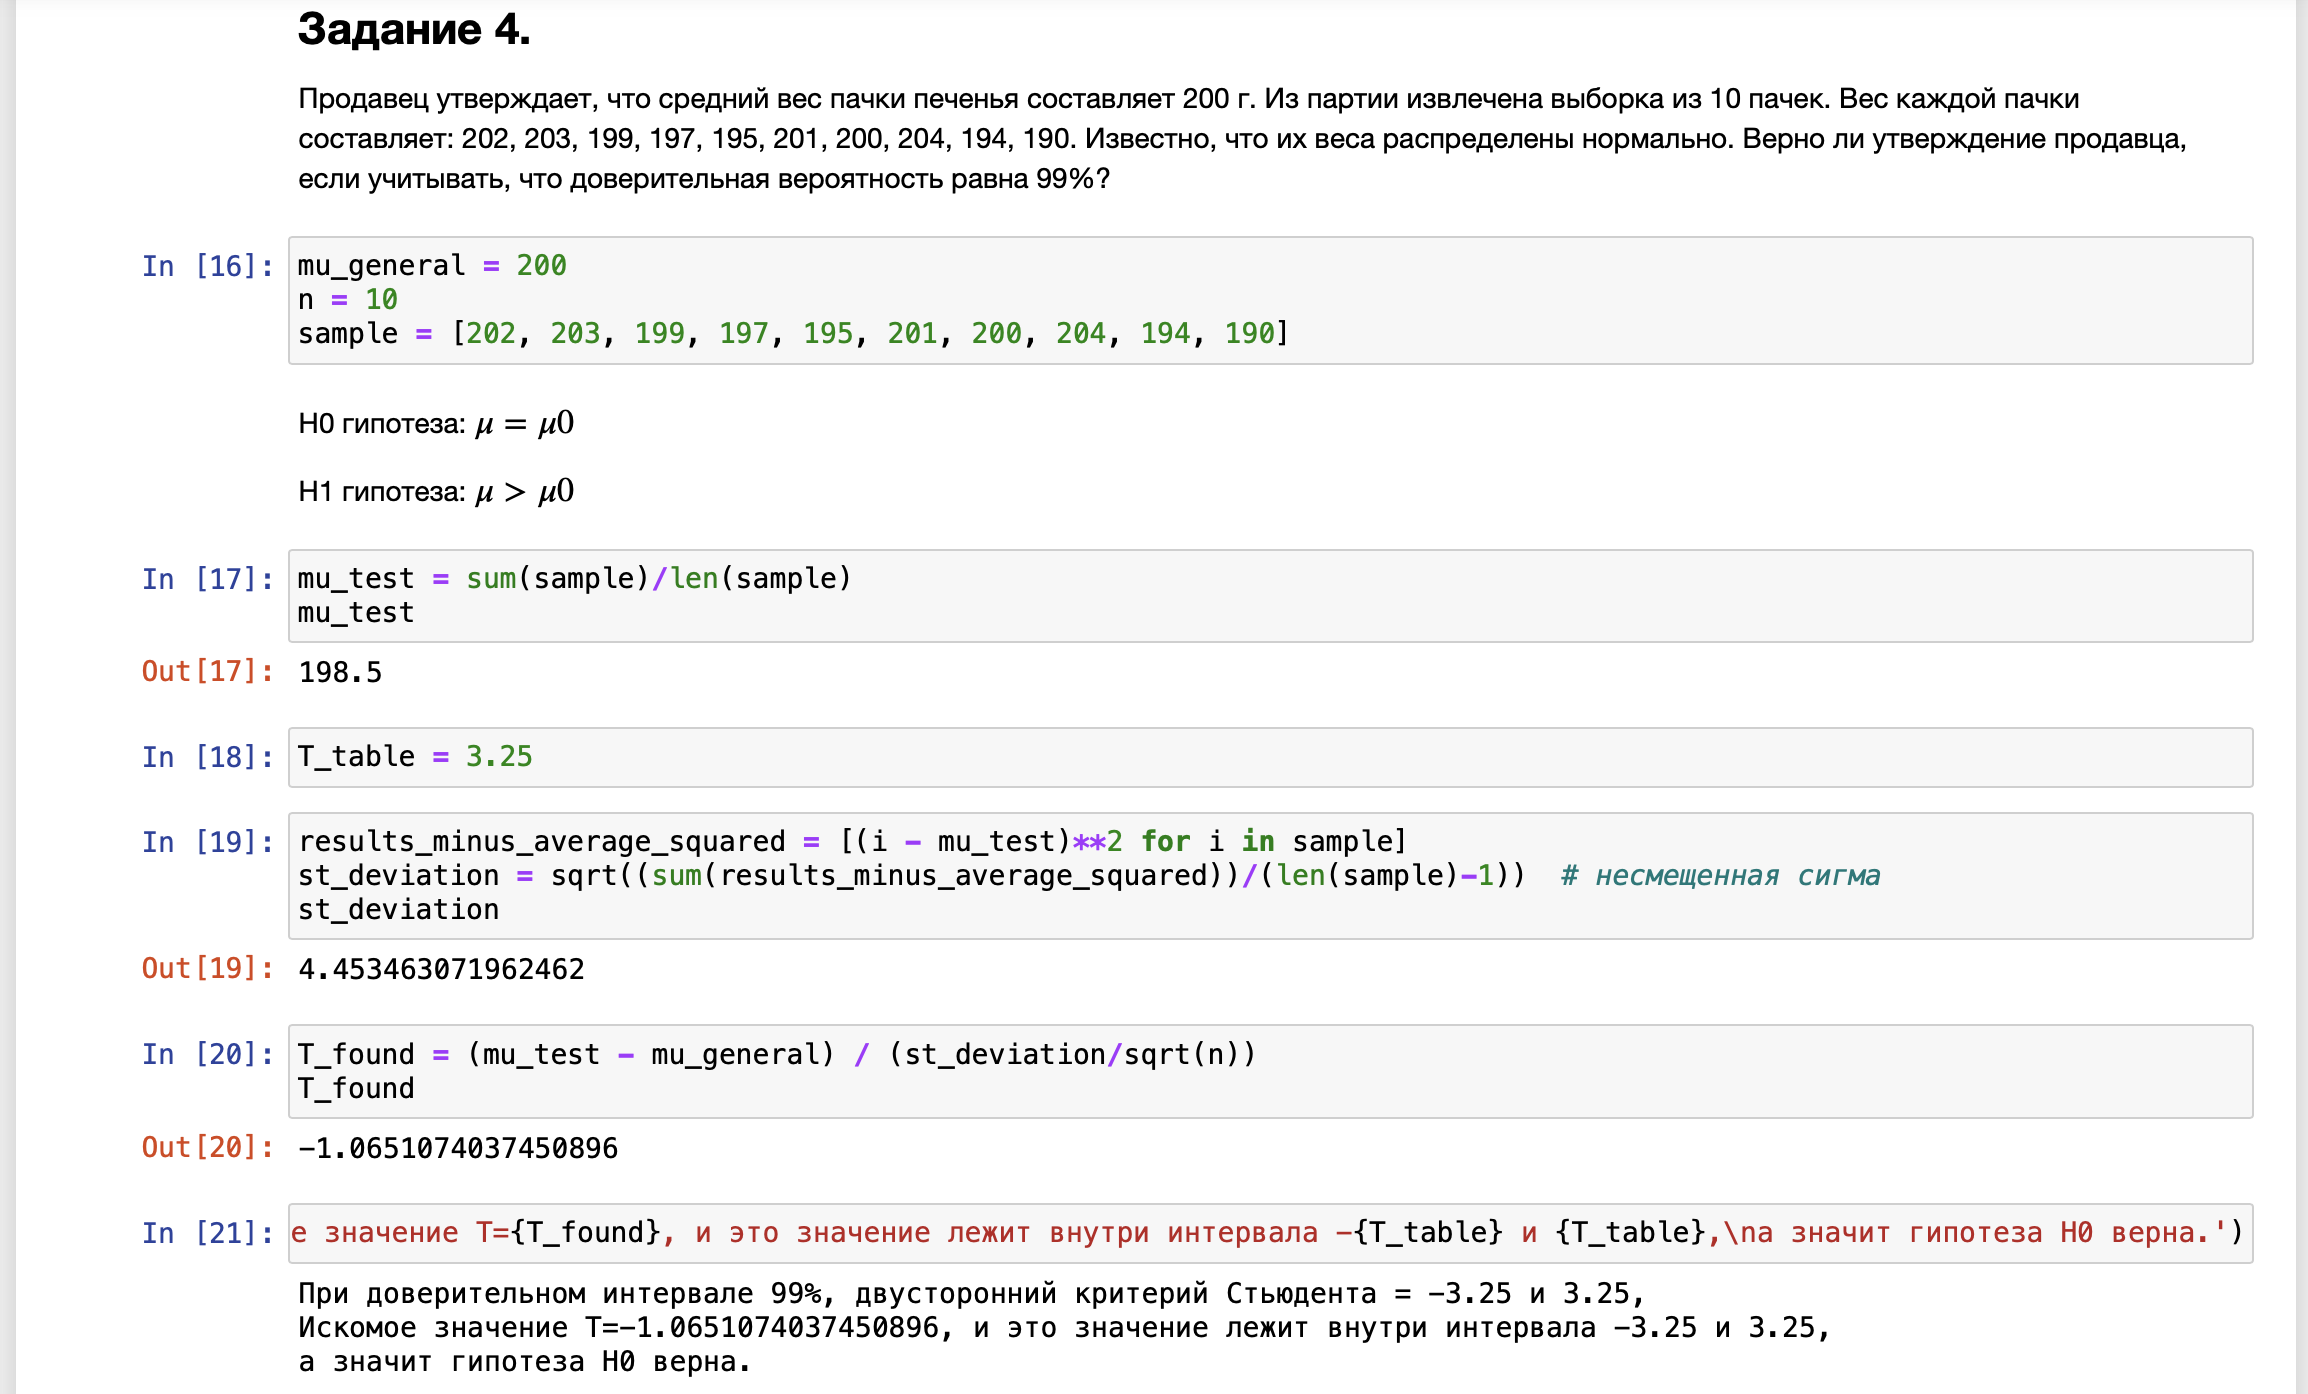 Задание 4.
Продавец утверждает, что средний вес пачки печенья составляет 200 г. Из партии извлечена выборка из 10 пачек. Вес каждой пачки
составляет: 202, 203, 199, 197, 195, 201, 200, 204, 194, 190. Известно, что их веса распределены нормально. Верно ли утверждение продавца,
если учитывать, что доверительная вероятность равна 99%?
In [16]: mu_general = 200
n = 10
sample = [202, 203, 199, 197, 195, 201, 200, 204, 194, 190]
H0 гипотеза: μ = μ0
H1 гипотеза: μ > μ0
In [17]: mu_test = sum(sample)/len(sample)
mu_test
Out[17]: 198.5
In [18]: T_table = 3.25
In [19]: results_minus_average_squared = [(i - mu_test)**2 for i in sample]
st_deviation = sqrt((sum(results_minus_average_squared))/(len(sample)-1))  # несмещенная сигма
st_deviation
Out[19]: 4.453463071962462
In [20]: T_found = (mu_test - mu_general) / (st_deviation/sqrt(n))
T_found
Out[20]: -1.0651074037450896
In [21]: е значение T={T_found}, и это значение лежит внутри интервала -{T_table} и {T_table},\nа значит гипотеза H0 верна.')
При доверительном интервале 99%, двусторонний критерий Стьюдента = -3.25 и 3.25,
Искомое значение T=-1.0651074037450896, и это значение лежит внутри интервала -3.25 и 3.25,
а значит гипотеза H0 верна.